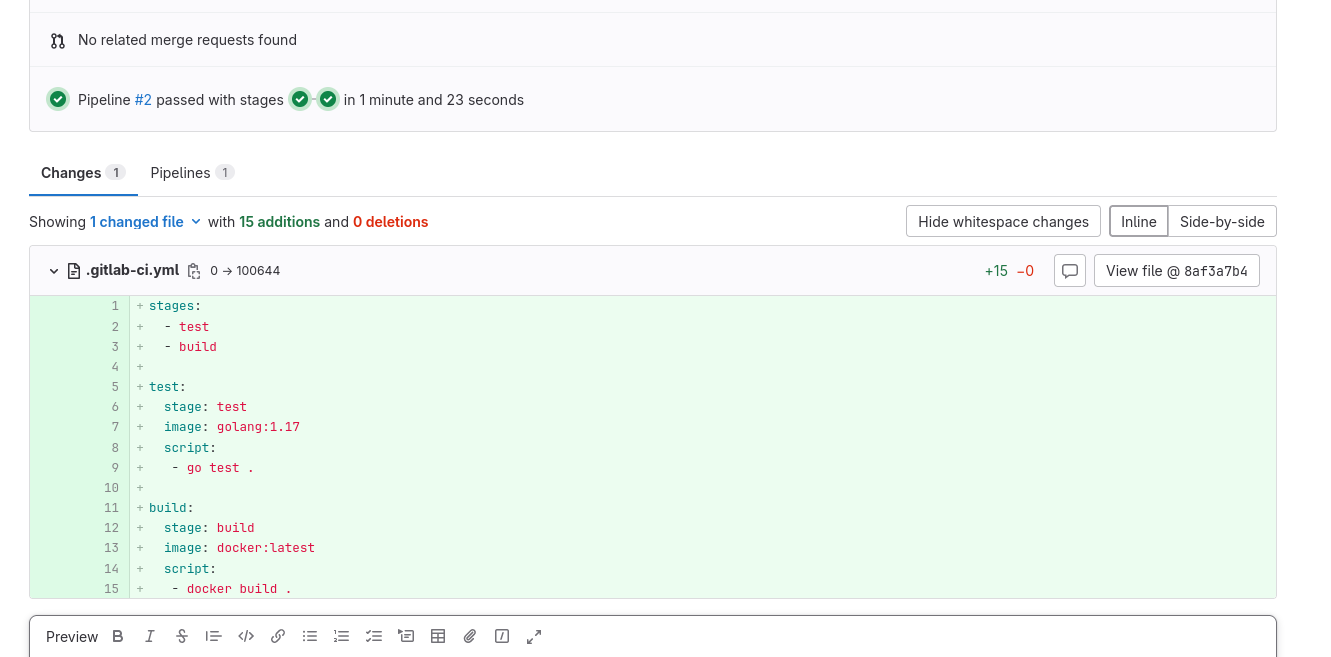 No related merge requests found
Pipeline #2 passed with stages in 1 minute and 23 seconds
Changes 1 Pipelines 1
Showing 1 changed file with 15 additions and 0 deletions Hide whitespace changes Inline Side-by-side
.gitlab-ci.yml 0 → 100644 +15 −0 View file @ 8af3a7b4
1 + stages:
2 +   - test
3 +   - build
4 +
5 + test:
6 +   stage: test
7 +   image: golang:1.17
8 +   script:
9 +    - go test .
10 +
11 + build:
12 +   stage: build
13 +   image: docker:latest
14 +   script:
15 +    - docker build .
Preview B I S